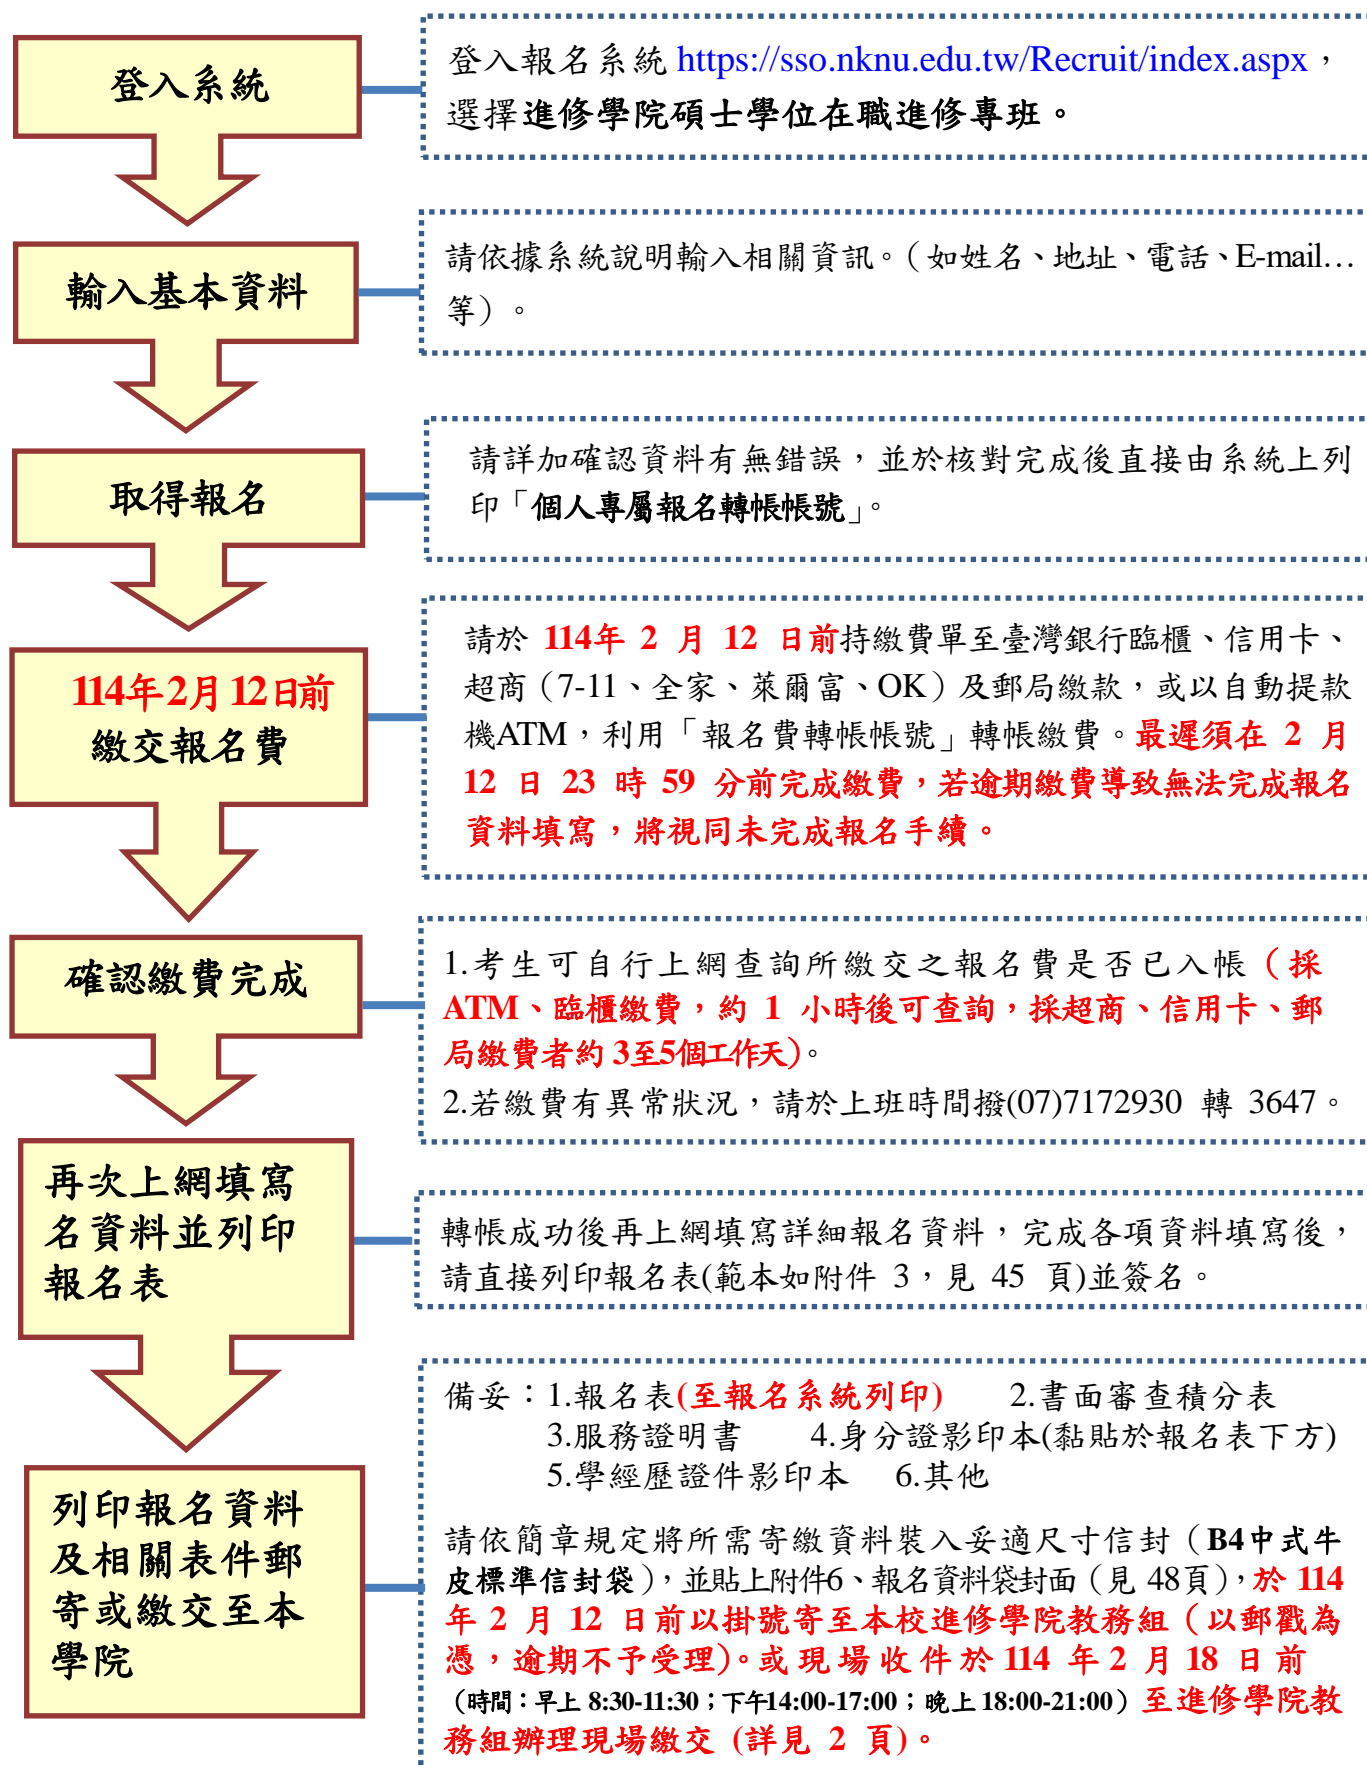 登入系統
登入報名系統 https://sso.nknu.edu.tw/Recruit/index.aspx，
選擇進修學院碩士學位在職進修專班。
輸入基本資料
請依據系統說明輸入相關資訊。（如姓名、地址、電話、E-mail…
等）。
取得報名
請詳加確認資料有無錯誤，並於核對完成後直接由系統上列
印「個人專屬報名轉帳帳號」。
114年2月12日前
繳交報名費
請於 114年 2 月 12 日前持繳費單至臺灣銀行臨櫃、信用卡、
超商（7-11、全家、萊爾富、OK）及郵局繳款，或以自動提款
機ATM，利用「報名費轉帳帳號」轉帳繳費。最遲須在 2 月
12 日 23 時 59 分前完成繳費，若逾期繳費導致無法完成報名
資料填寫，將視同未完成報名手續。
確認繳費完成
1.考生可自行上網查詢所繳交之報名費是否已入帳（採
ATM、臨櫃繳費，約 1 小時後可查詢，採超商、信用卡、郵
局繳費者約 3至5個工作天)。
2.若繳費有異常狀況，請於上班時間撥(07)7172930 轉 3647。
再次上網填寫
名資料並列印
報名表
轉帳成功後再上網填寫詳細報名資料，完成各項資料填寫後，
請直接列印報名表(範本如附件 3，見 45 頁)並簽名。
列印報名資料
及相關表件郵
寄或繳交至本
學院
備妥：1.報名表(至報名系統列印) 2.書面審查積分表
3.服務證明書 4.身分證影印本(黏貼於報名表下方)
5.學經歷證件影印本 6.其他
請依簡章規定將所需寄繳資料裝入妥適尺寸信封（B4中式牛
皮標準信封袋），並貼上附件6、報名資料袋封面（見 48頁），於 114
年 2 月 12 日前以掛號寄至本校進修學院教務組（以郵戳為
憑，逾期不予受理)。或現場收件於 114 年 2 月 18 日前
（時間：早上 8:30-11:30；下午14:00-17:00；晚上 18:00-21:00）至進修學院教
務組辦理現場繳交 (詳見 2 頁)。